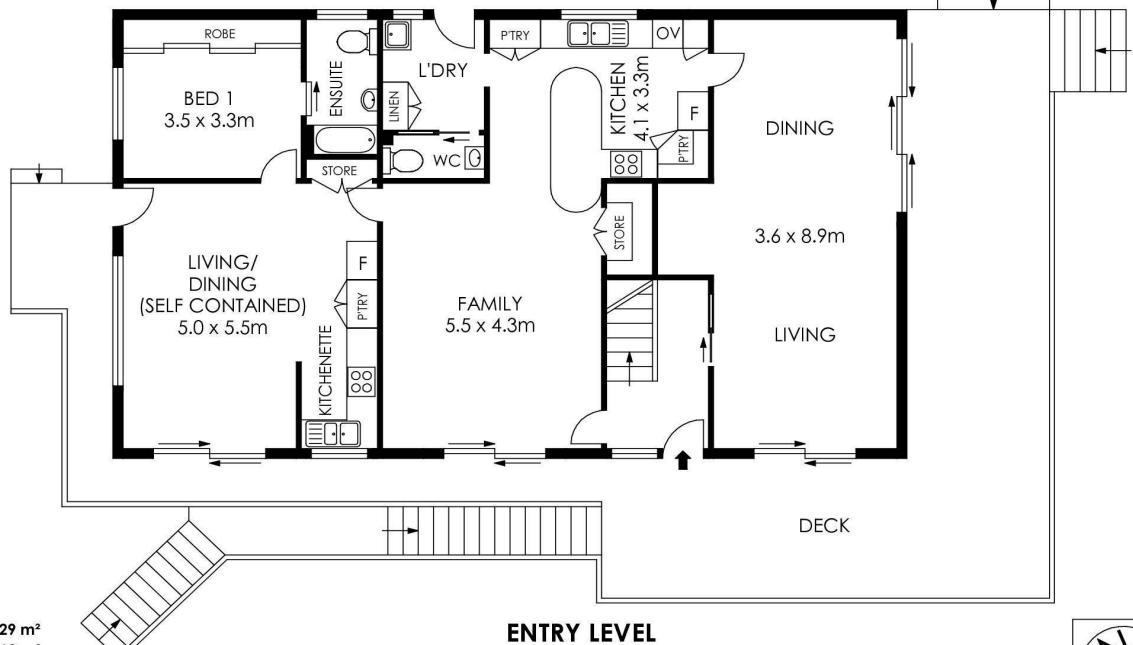 ROBE
BED 1
3.5 x 3.3m
ENSUITE
L'DRY
LINEN
WC
STORE
P'TRY
OV
KITCHEN
4.1 x 3.3m
F
P'TRY
DINING
3.6 x 8.9m
LIVING
STORE
LIVING/
DINING
(SELF CONTAINED)
5.0 x 5.5m
F
P'TRY
KITCHENETTE
FAMILY
5.5 x 4.3m
DECK
29 m²
ENTRY LEVEL